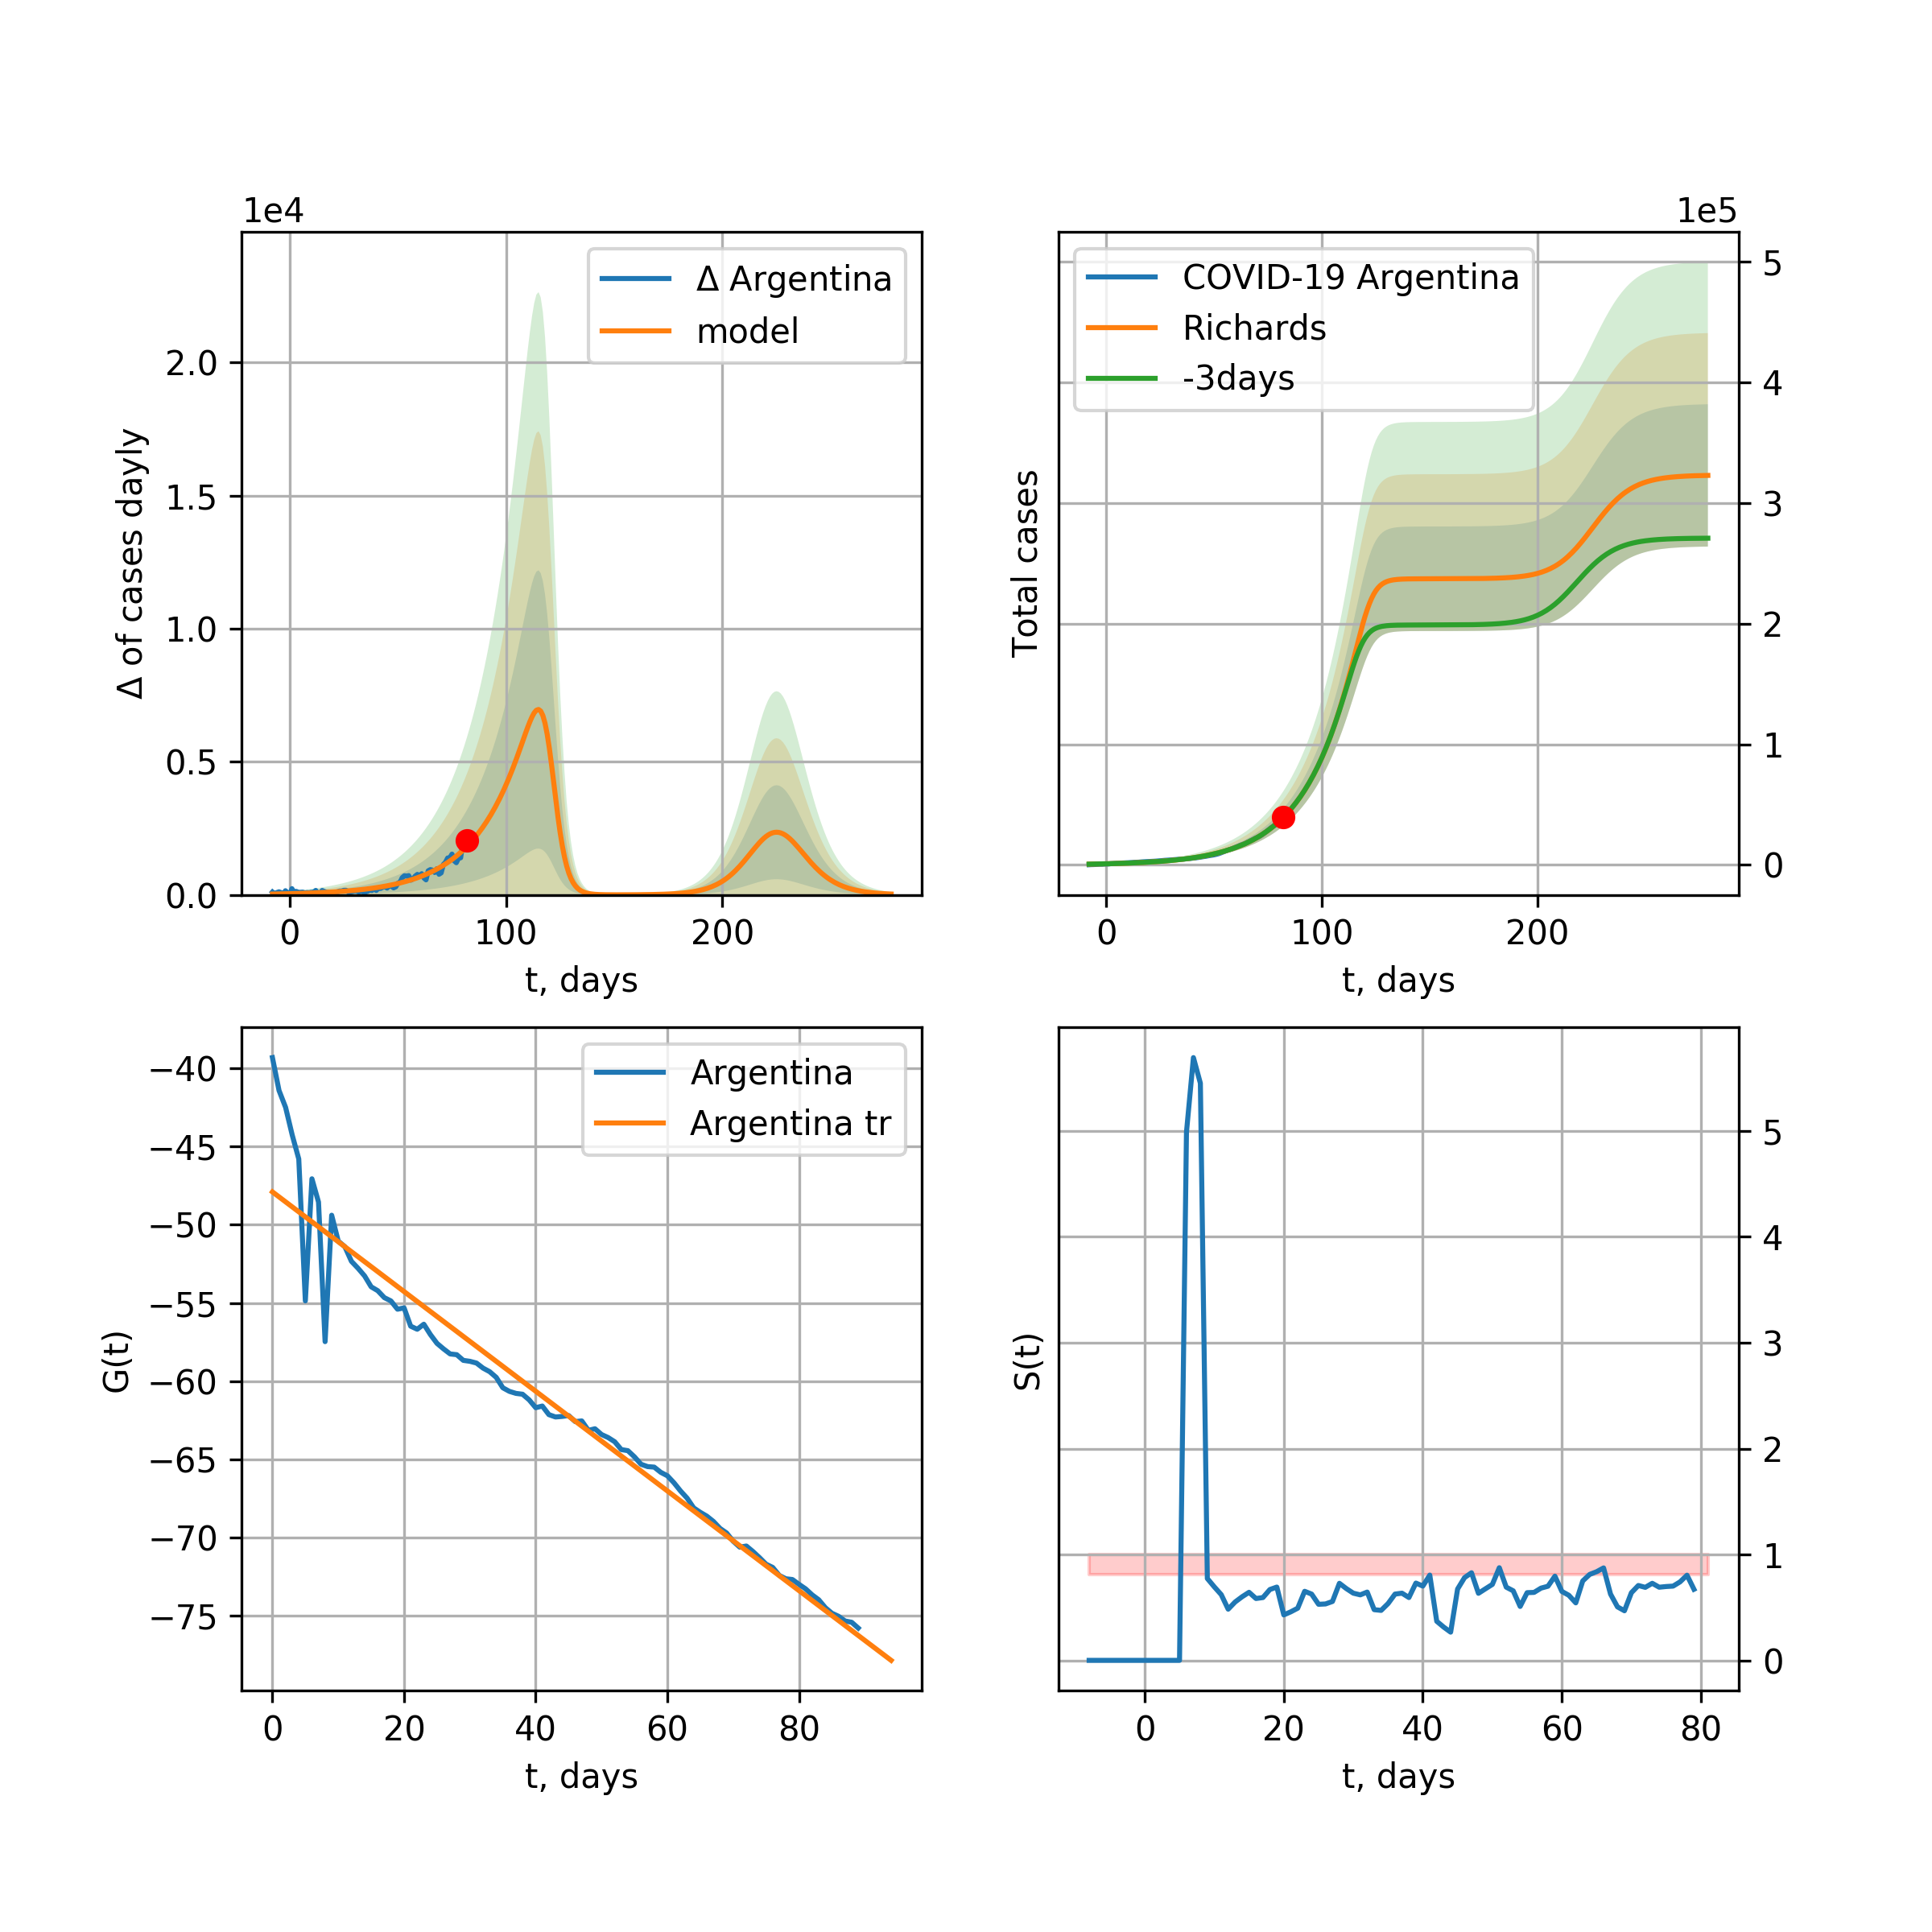 1e4
Δ of cases dayly
2.0
1.5
1.0
0.5
0.0
0 100 200
t, days
Δ Argentina
model
1e5
Total cases
5
4
3
2
1
0
0 100 200
t, days
COVID-19 Argentina
Richards
-3days
G(t)
−40
−45
−50
−55
−60
−65
−70
−75
0 20 40 60 80
t, days
Argentina
Argentina tr
S(t)
5
4
3
2
1
0
0 20 40 60 80
t, days